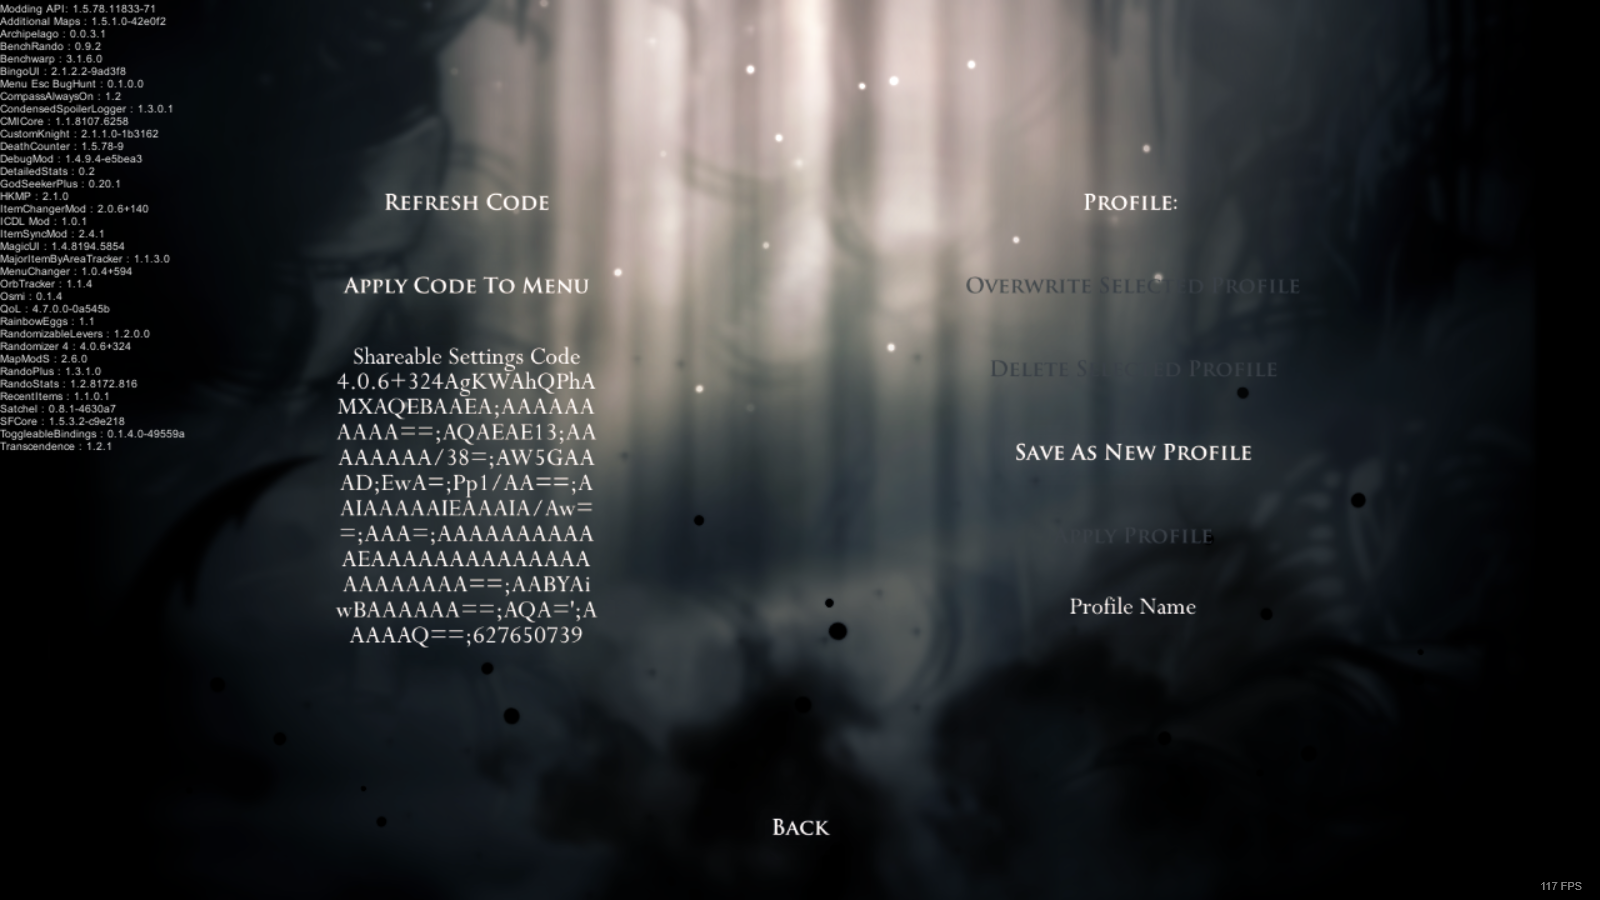 Modding API: 1.5.78.11833-71
Additional Maps : 1.5.1.0-42e0f2
Archipelago : 0.0.3.1
BenchRando : 0.9.2
Benchwarp : 3.1.6.0
BingoUI : 2.1.2.2-9ad3f8
Menu Esc BugHunt : 0.1.0.0
CompassAlwaysOn : 1.2
CondensedSpoilerLogger : 1.3.0.1
CMICore : 1.1.8107.6258
CustomKnight : 2.1.1.0-1b3162
DeathCounter : 1.5.78-9
DebugMod : 1.4.9.4-e5bea3
DetailedStats : 0.2
GodSeekerPlus : 0.20.1
HKMP : 2.1.0
ItemChangerMod : 2.0.6+140
ICDL Mod : 1.0.1
ItemSyncMod : 2.4.1
MagicUI : 1.4.8194.5854
MajorItemByAreaTracker : 1.1.3.0
MenuChanger : 1.0.4+594
OrbTracker : 1.1.4
Osmi : 0.1.4
QoL : 4.7.0.0-0a545b
RainbowEggs : 1.1
RandomizableLevers : 1.2.0.0
Randomizer 4 : 4.0.6+324
MapModS : 2.6.0
RandoPlus : 1.3.1.0
RandoStats : 1.2.8172.816
RecentItems : 1.1.0.1
Satchel : 0.8.1-4630a7
SFCore : 1.5.3.2-c9e218
ToggleableBindings : 0.1.4.0-49559a
Transcendence : 1.2.1
Refresh Code
Apply Code To Menu
Shareable Settings Code
4.0.6+324AgKWAhQPhA
MXAQEBAAEA;AAAAAA
AAAA==;AQAEAE13;AA
AAAAAA/38=;AW5GAA
AD;EwA=;Pp1/AA==;A
AIAAAAAIEAAAIA/Aw=
=;AAA=;AAAAAAAAAA
AEAAAAAAAAAAAAAA
AAAAAAAA==;AABYAi
wBAAAAAA==;AQA=';A
AAAAQ==;627650739
Profile:
Overwrite Selected Profile
Delete Selected Profile
Save As New Profile
Apply Profile
Profile Name
Back
117 FPS